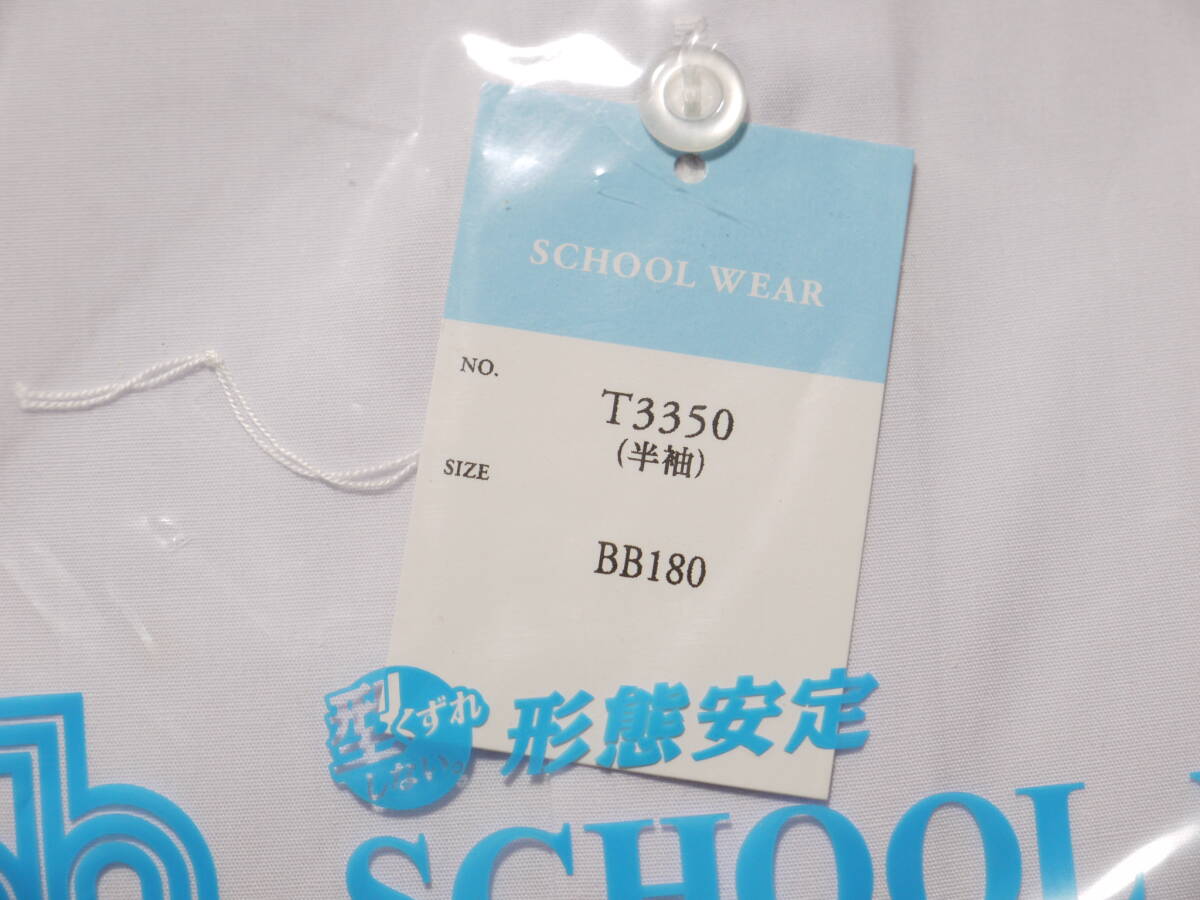 SCHOOL WEAR
NO.
T3350
(半袖)
SIZE
BB180
型くずれ
しない。
形態安定
SCHOOL